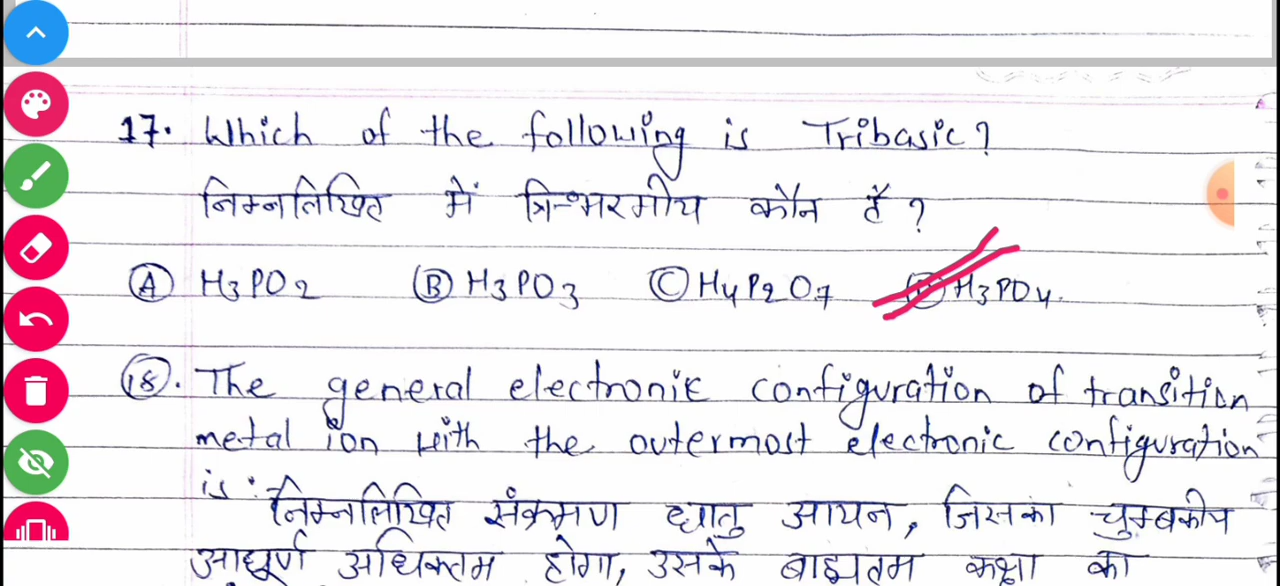 17. Which of the following is Tribasic?
निम्नलिखित में त्रि-भरमीय कौन हैं ?
Ⓐ H3PO2 Ⓑ H3PO3 Ⓒ H4P2O7 Ⓓ H3PO4.
⑱. The general electronic configuration of transition
metal ion with the outermost electronic configuration
is :-
निम्नलिखित संक्रमण धातु आयन, जिसका चुम्बकीय
आघूर्ण अधिकतम होगा, उसके बाह्यतम कक्षा का